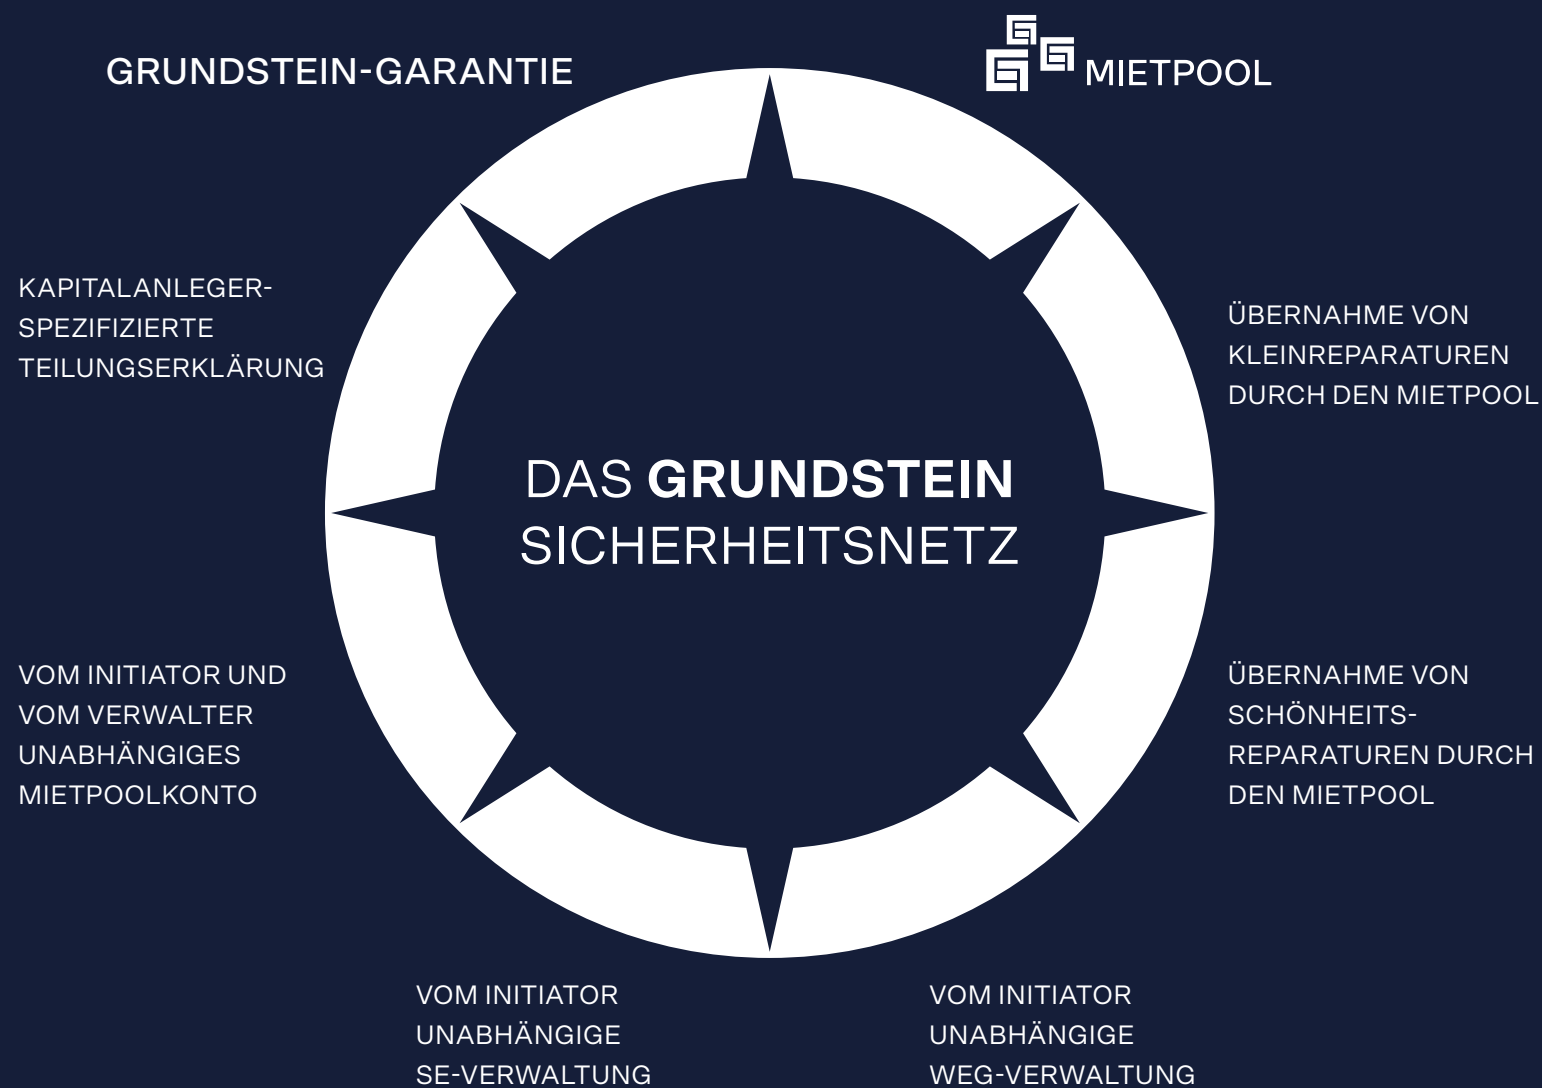 GRUNDSTEIN-GARANTIE
MIETPOOL
KAPITALANLEGER-
SPEZIFIZIERTE
TEILUNGSERKLÄRUNG
ÜBERNAHME VON
KLEINREPARATUREN
DURCH DEN MIETPOOL
DAS GRUNDSTEIN
SICHERHEITSNETZ
VOM INITIATOR UND
VOM VERWALTER
UNABHÄNGIGES
MIETPOOLKONTO
ÜBERNAHME VON
SCHÖNHEITS-
REPARATUREN DURCH
DEN MIETPOOL
VOM INITIATOR
UNABHÄNGIGE
SE-VERWALTUNG
VOM INITIATOR
UNABHÄNGIGE
WEG-VERWALTUNG